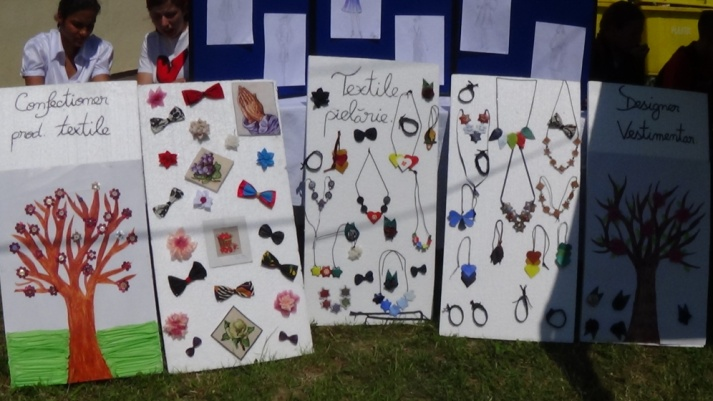 Confectioner
prod. textile
Textile
pielărie.
Designer
Vestimentar